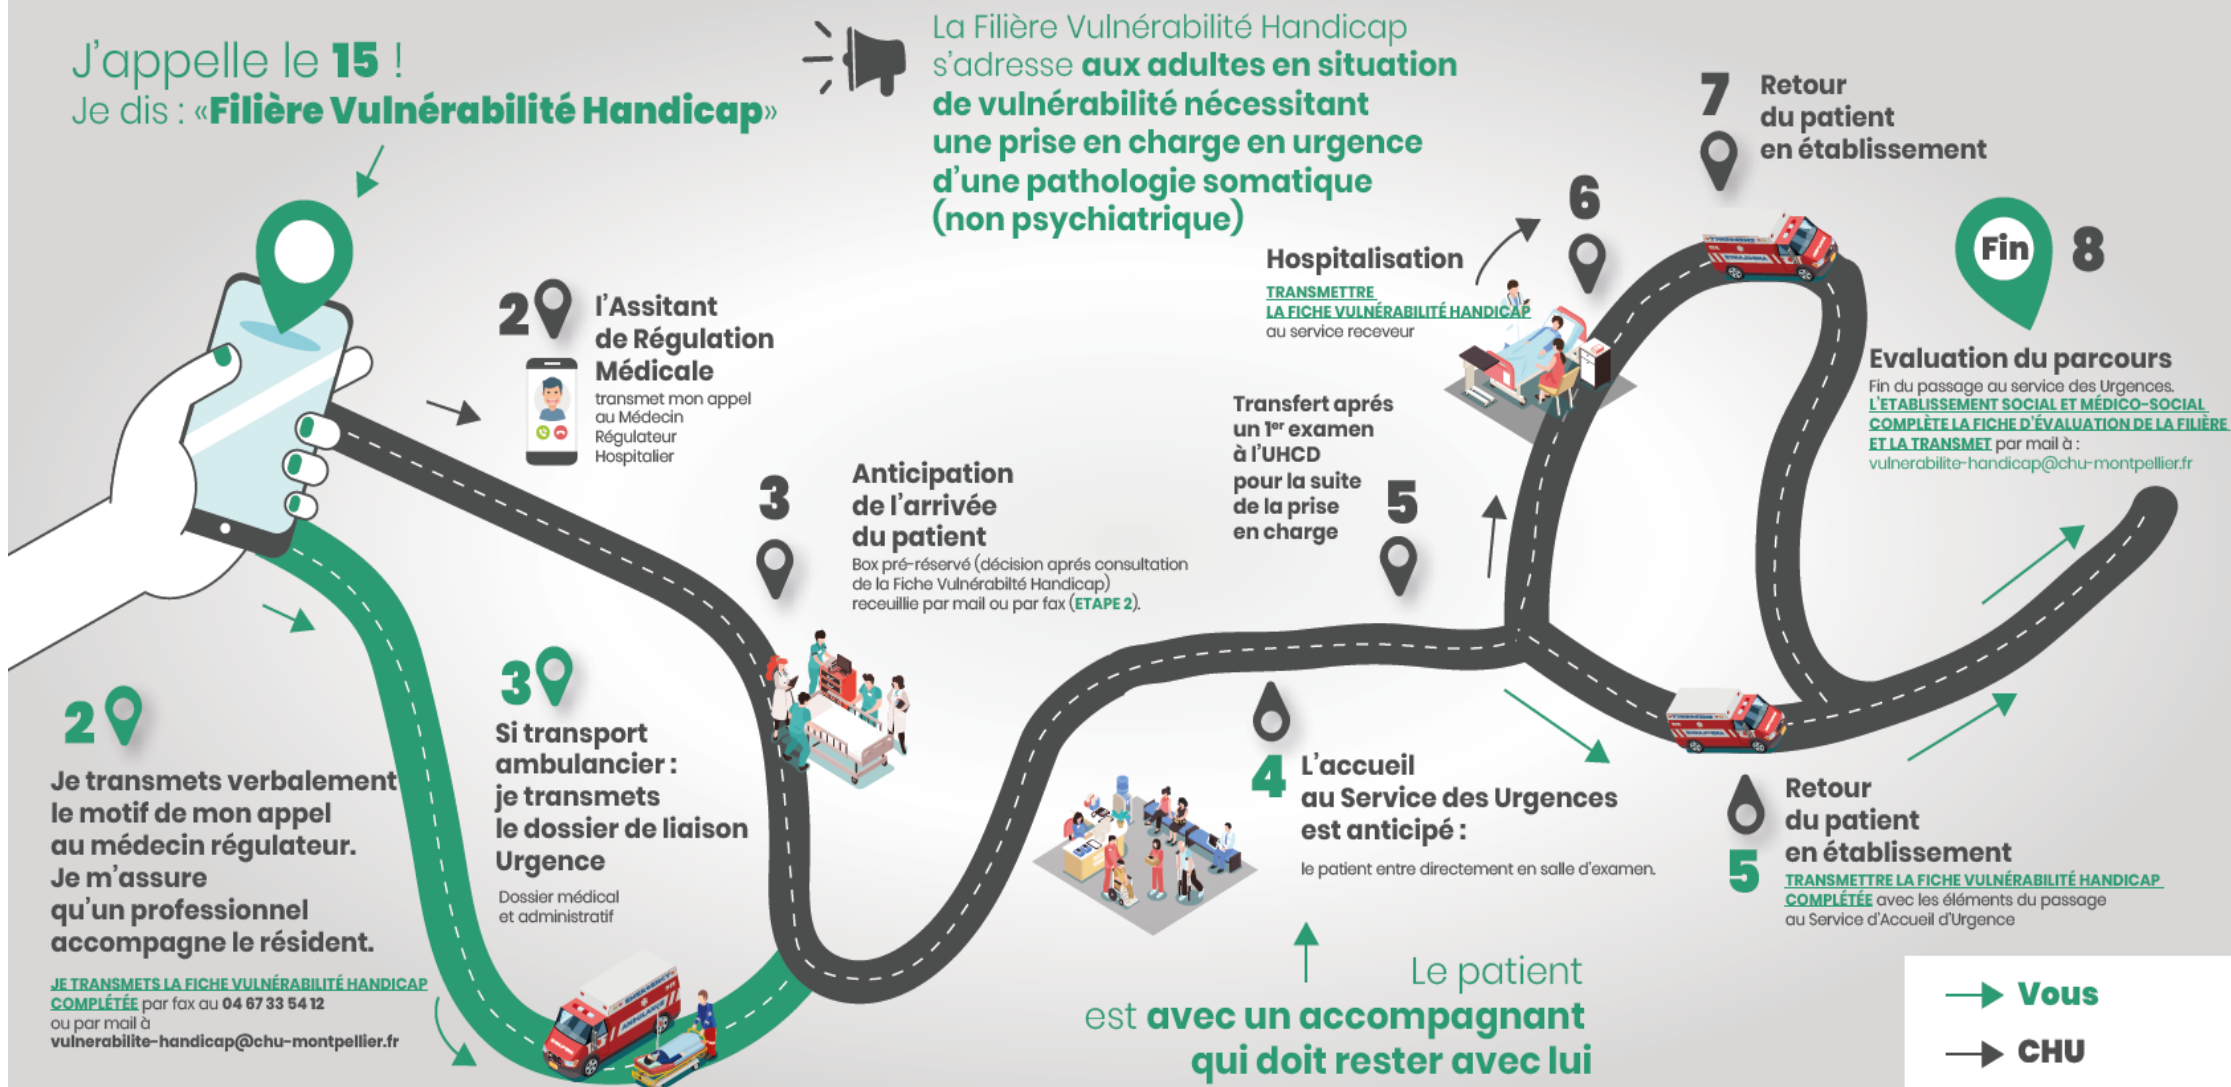 J'appelle le 15 !
Je dis : «Filière Vulnérabilité Handicap»
La Filière Vulnérabilité Handicap
s'adresse aux adultes en situation
de vulnérabilité nécessitant
une prise en charge en urgence
d'une pathologie somatique
(non psychiatrique)
2
l'Assitant
de Régulation
Médicale
transmet mon appel
au Médecin
Régulateur
Hospitalier
2
Je transmets verbalement
le motif de mon appel
au médecin régulateur.
Je m'assure
qu'un professionnel
accompagne le résident.
JE TRANSMETS LA FICHE VULNÉRABILITÉ HANDICAP
COMPLÉTÉE par fax au 04 67 33 54 12
ou par mail à
vulnerabilite-handicap@chu-montpellier.fr
3
Si transport
ambulancier :
je transmets
le dossier de liaison
Urgence
Dossier médical
et administratif
3
Anticipation
de l'arrivée
du patient
Box pré-réservé (décision aprés consultation
de la Fiche Vulnérabilté Handicap)
receuillie par mail ou par fax (ETAPE 2).
4
L'accueil
au Service des Urgences
est anticipé :
le patient entre directement en salle d'examen.
Le patient
est avec un accompagnant
qui doit rester avec lui
5
Transfert aprés
un 1er examen
à l'UHCD
pour la suite
de la prise
en charge
5
Retour
du patient
en établissement
TRANSMETTRE LA FICHE VULNÉRABILITÉ HANDICAP
COMPLÉTÉE avec les éléments du passage
au Service d'Accueil d'Urgence
6
Hospitalisation
TRANSMETTRE
LA FICHE VULNÉRABILITÉ HANDICAP
au service receveur
7
Retour
du patient
en établissement
Fin
8
Evaluation du parcours
Fin du passage au service des Urgences.
L'ETABLISSEMENT SOCIAL ET MÉDICO-SOCIAL
COMPLÈTE LA FICHE D'ÉVALUATION DE LA FILIÈRE
ET LA TRANSMET par mail à :
vulnerabilite-handicap@chu-montpellier.fr
Vous
CHU